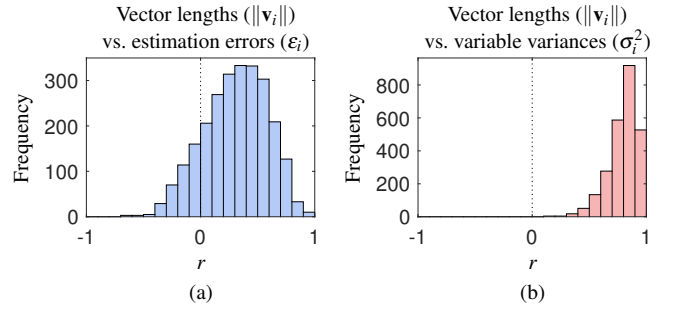 Vector lengths (‖v_i‖)
vs. estimation errors (ε_i)
Frequency
300
200
100
0
-1
0
1
r
(a)
Vector lengths (‖v_i‖)
vs. variable variances (σ_i^2)
Frequency
800
600
400
200
0
-1
0
1
r
(b)